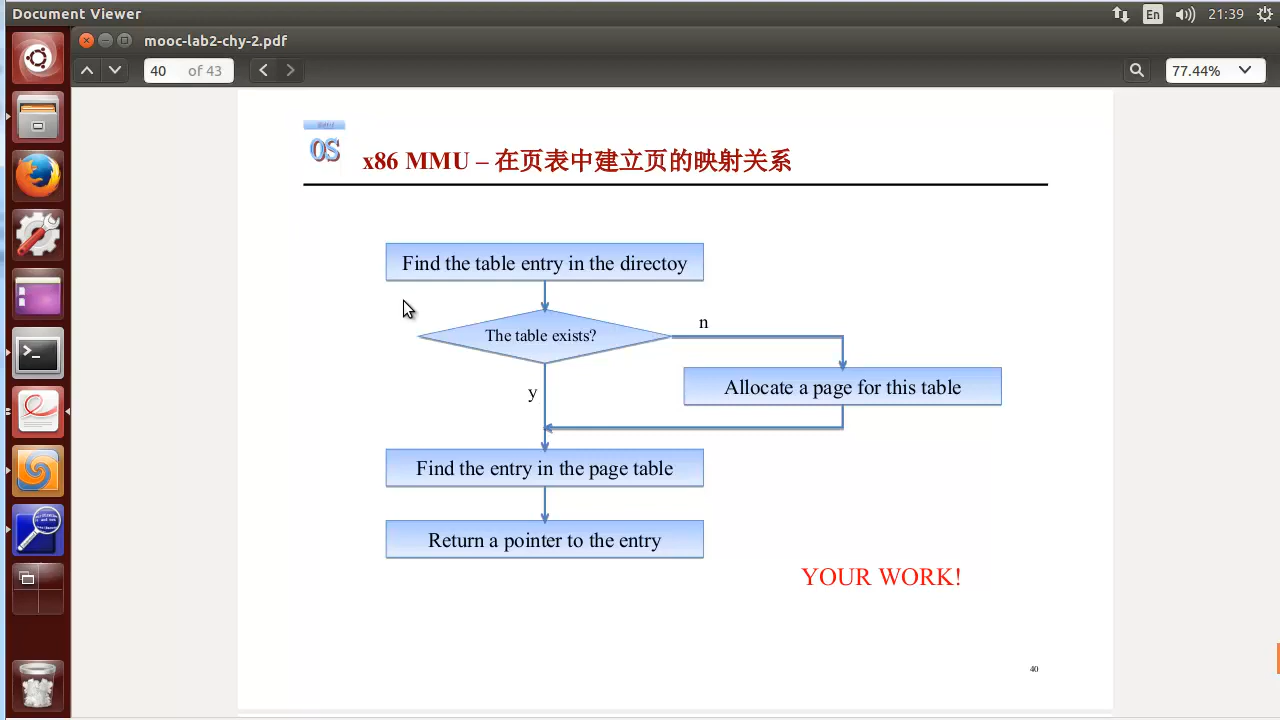 Document Viewer
En
21:39
mooc-lab2-chy-2.pdf
40 of 43
77.44%
OS
x86 MMU – 在页表中建立页的映射关系
Find the table entry in the directoy
The table exists?
n
Allocate a page for this table
y
Find the entry in the page table
Return a pointer to the entry
YOUR WORK!
40